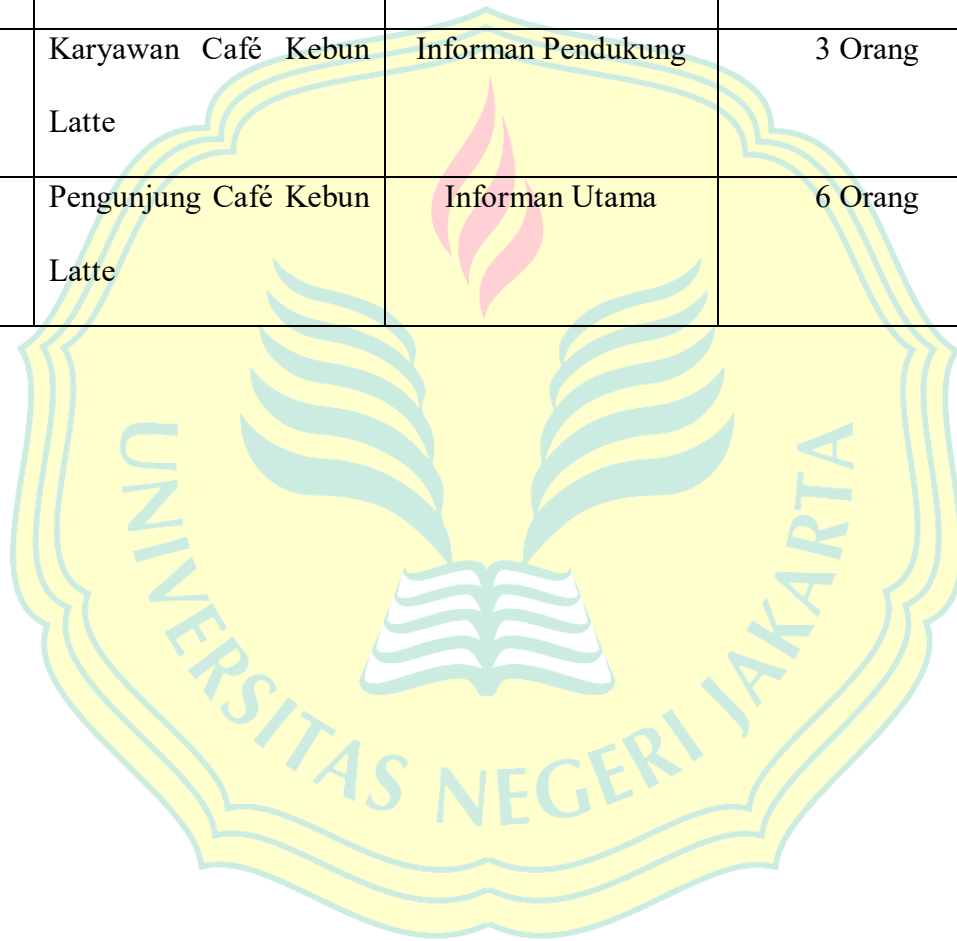 Karyawan Café Kebun Informan Pendukung 3 Orang
Latte
Pengunjung Café Kebun Informan Utama 6 Orang
Latte
UNIVERSITAS NEGERI JAKARTA